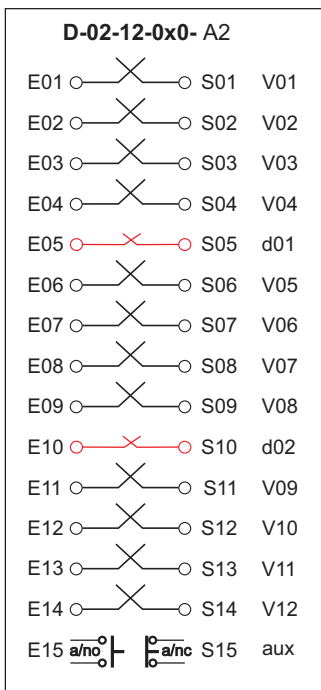 D-02-12-0x0- A2
E01 S01 V01
E02 S02 V02
E03 S03 V03
E04 S04 V04
E05 S05 d01
E06 S06 V05
E07 S07 V06
E08 S08 V07
E09 S09 V08
E10 S10 d02
E11 S11 V09
E12 S12 V10
E13 S13 V11
E14 S14 V12
E15 a/no a/nc S15 aux